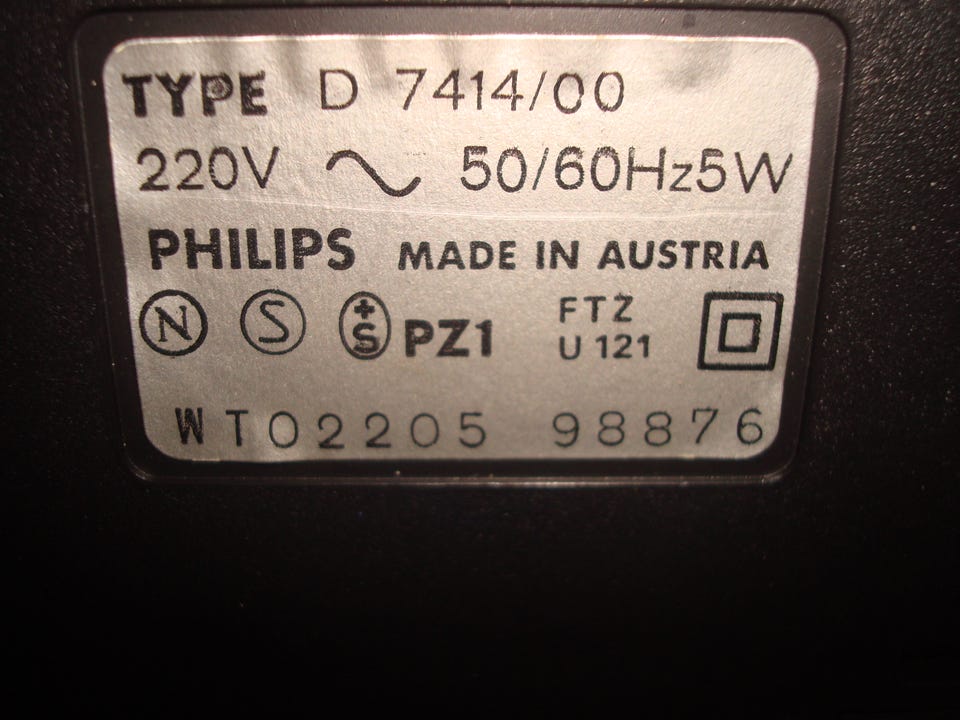 TYPE D 7414/00
220V ~ 50/60Hz5W
PHILIPS MADE IN AUSTRIA
N S +S PZ1 FTZ
U 121
WT02205 98876